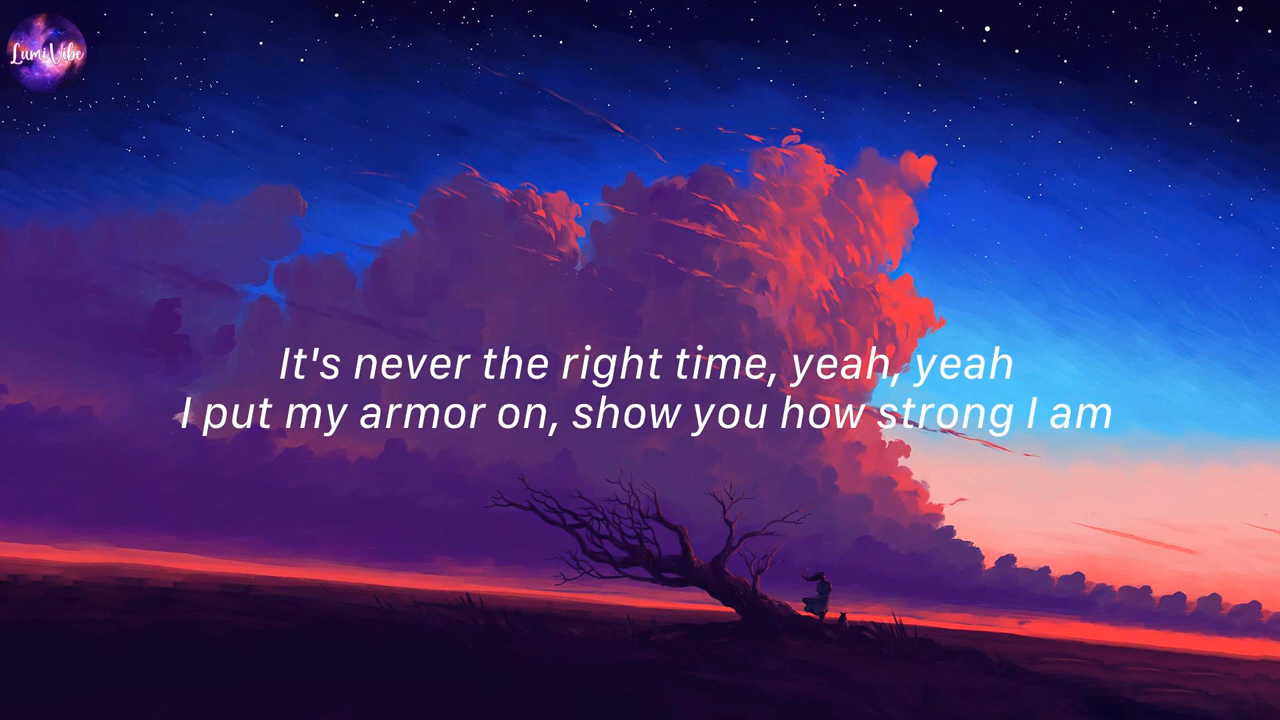 LumiVibe
It's never the right time, yeah, yeah
I put my armor on, show you how strong I am